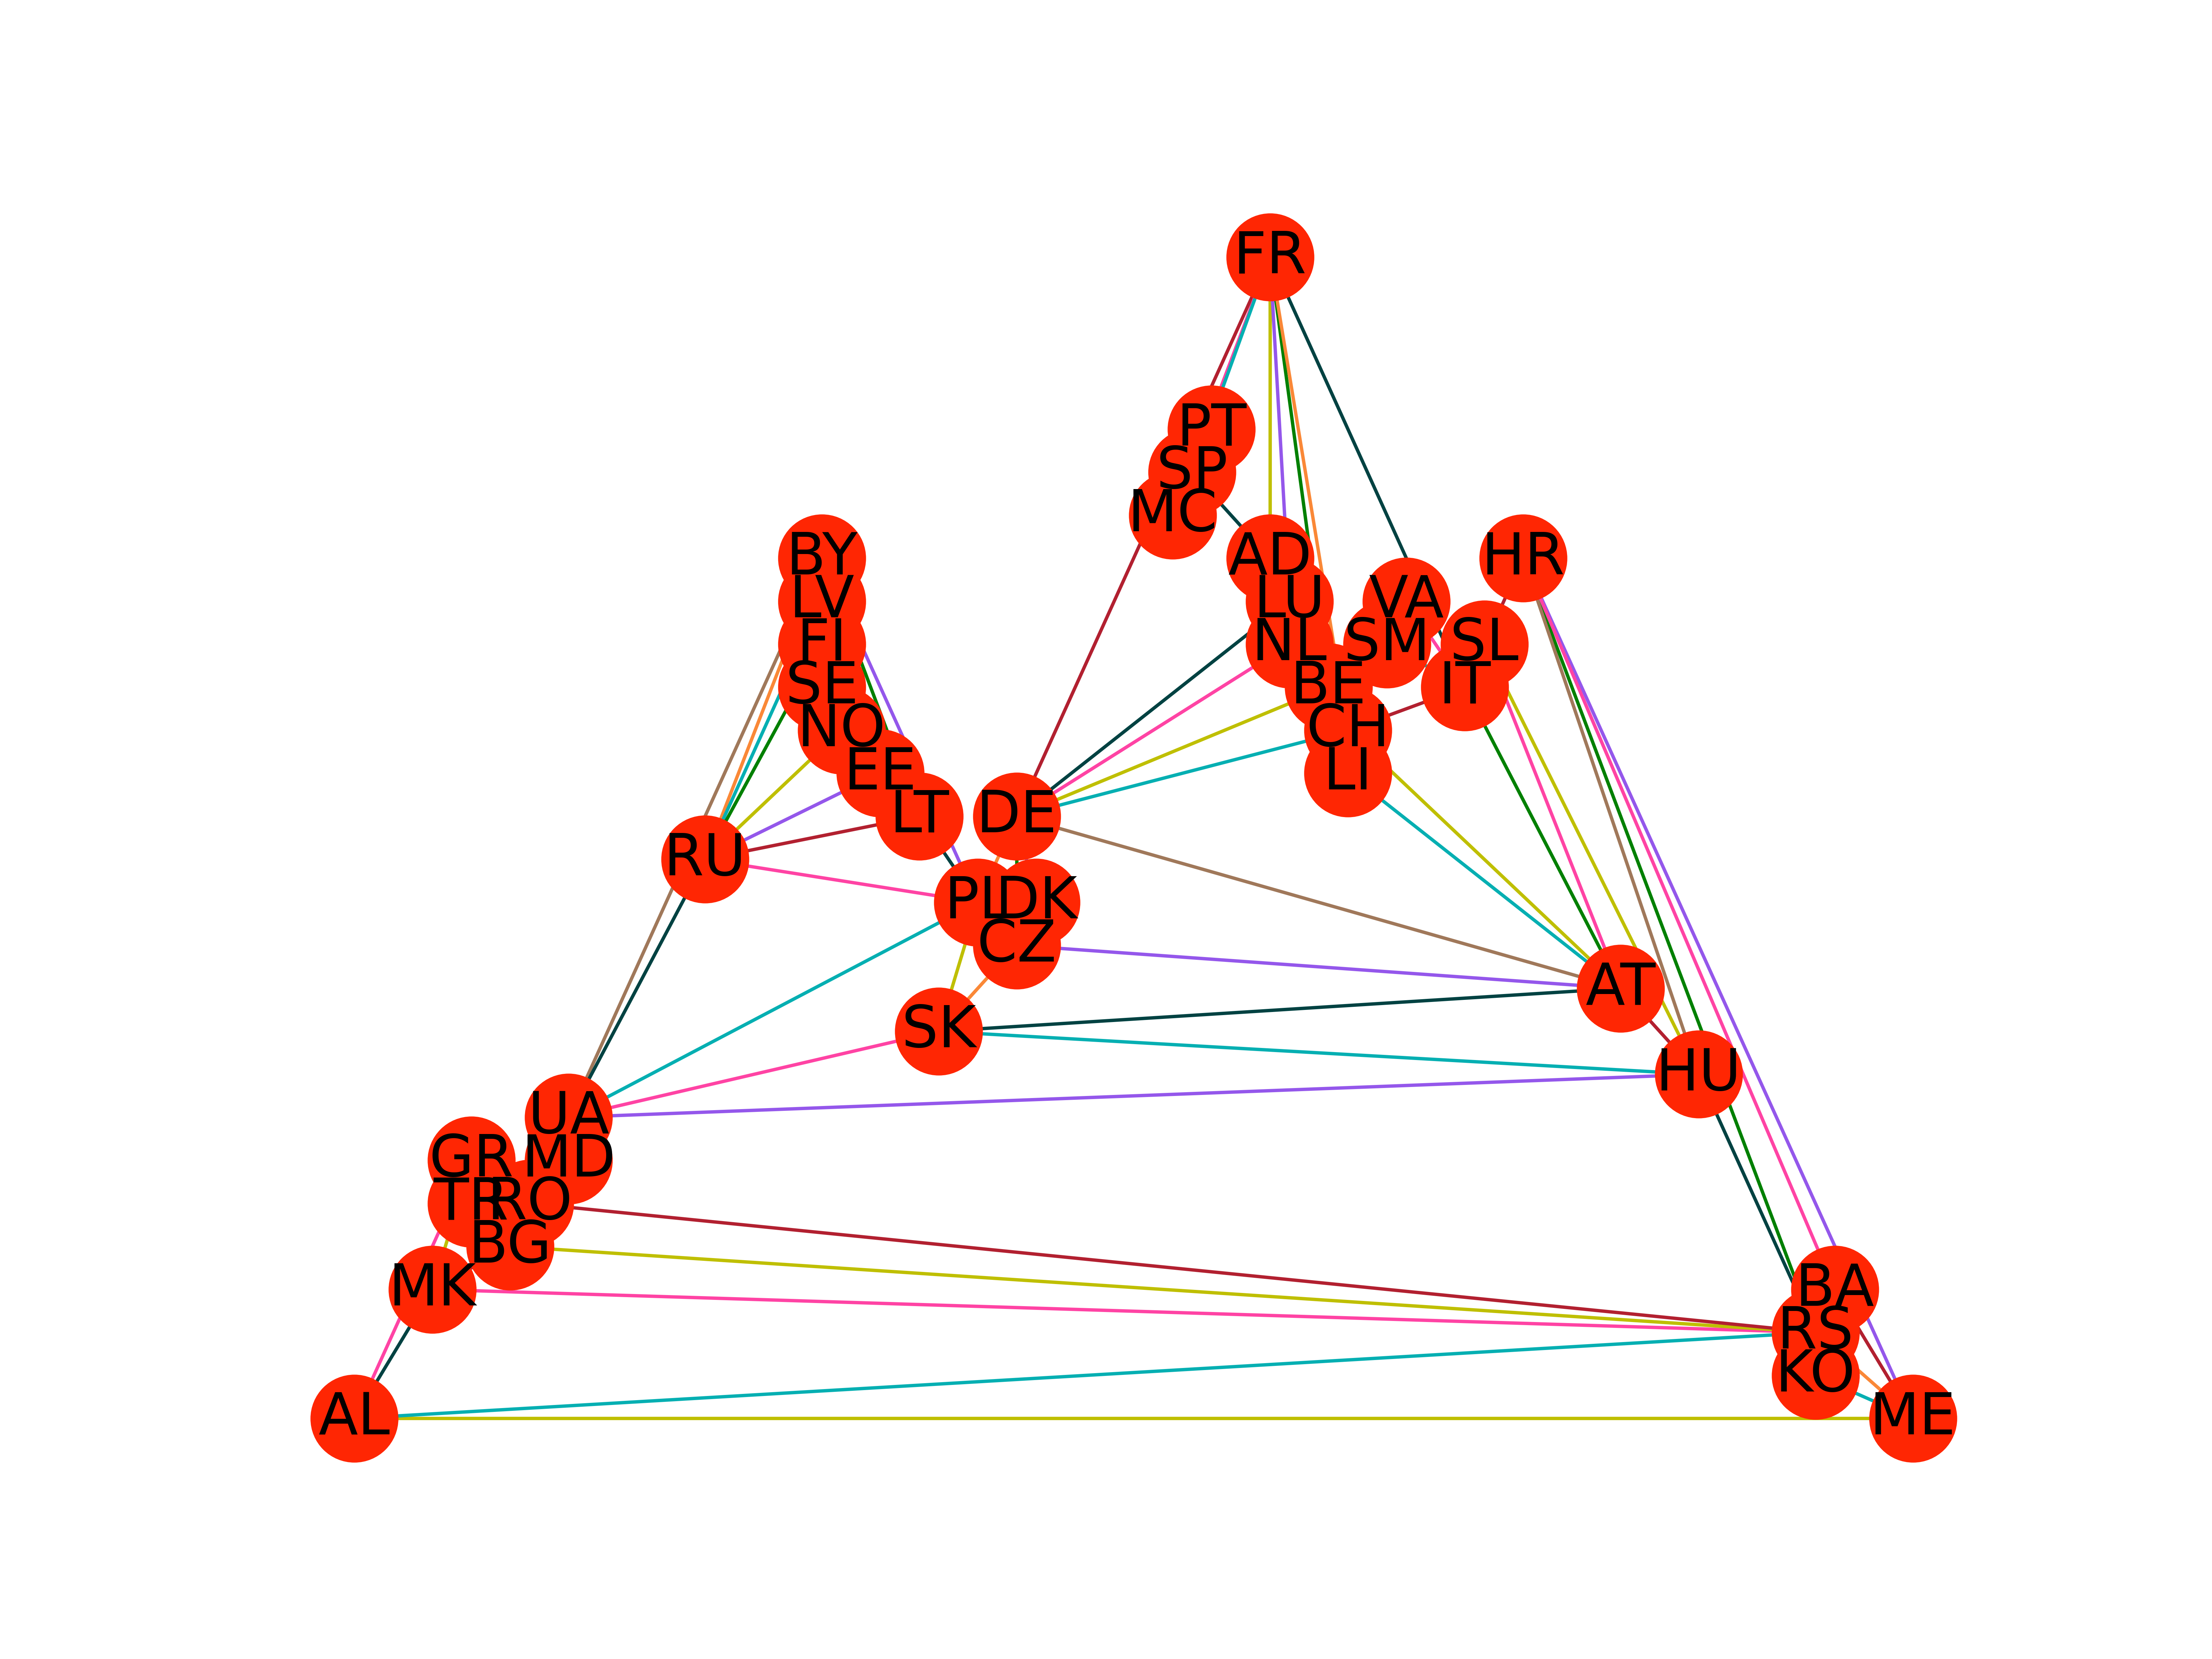 FR
PT
SP
MC
BY
AD
HR
LV
LU
VA
FI
NL
SM
SL
SE
BE
IT
NO
CH
EE
LI
LT
DE
RU
PL
DK
CZ
AT
SK
HU
UA
GR
MD
TR
RO
BG
MK
BA
RS
KO
AL
ME